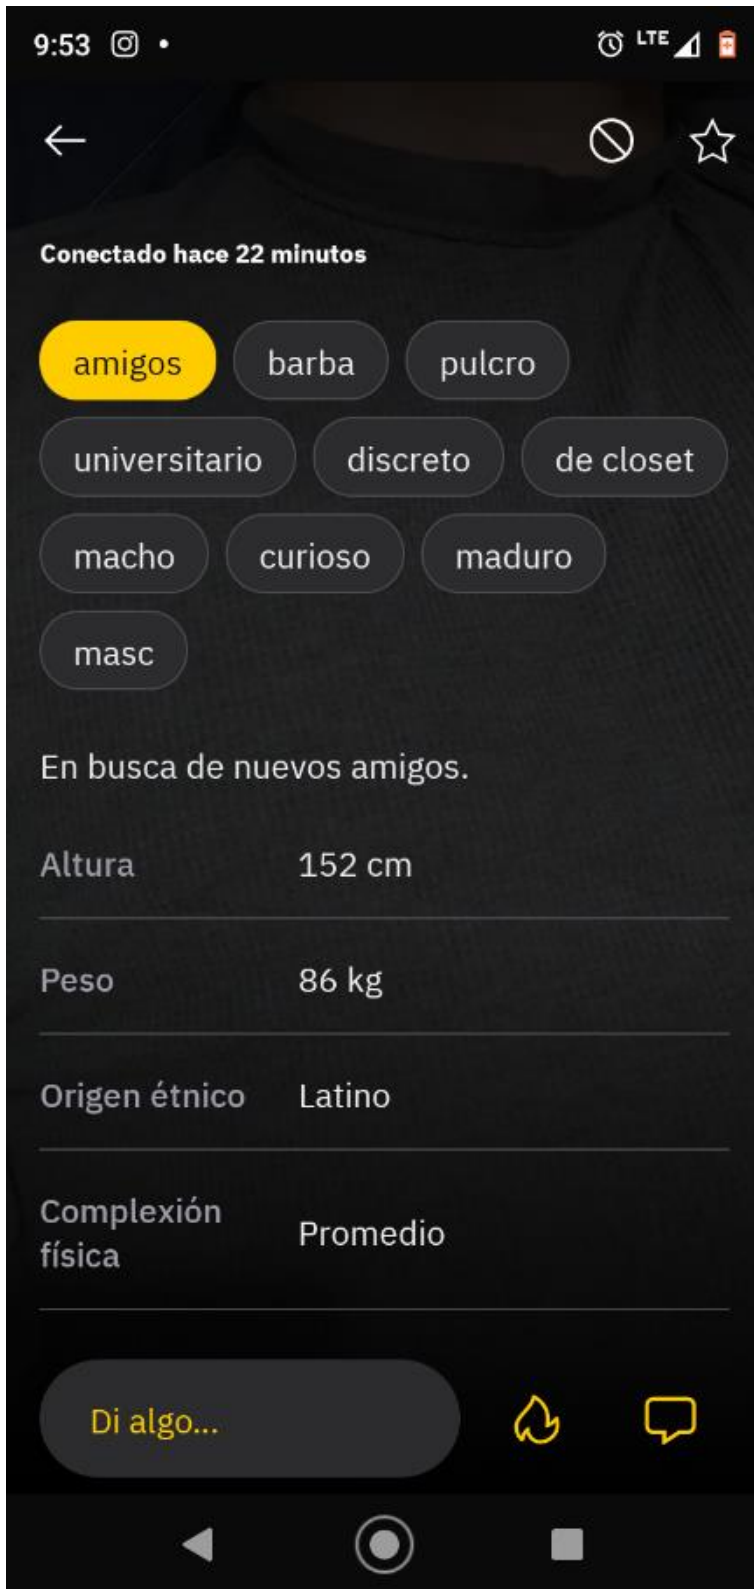 9:53 LTE
Conectado hace 22 minutos
amigos barba pulcro
universitario discreto de closet
macho curioso maduro
masc
En busca de nuevos amigos.
Altura 152 cm
Peso 86 kg
Origen étnico Latino
Complexión física Promedio
Di algo...